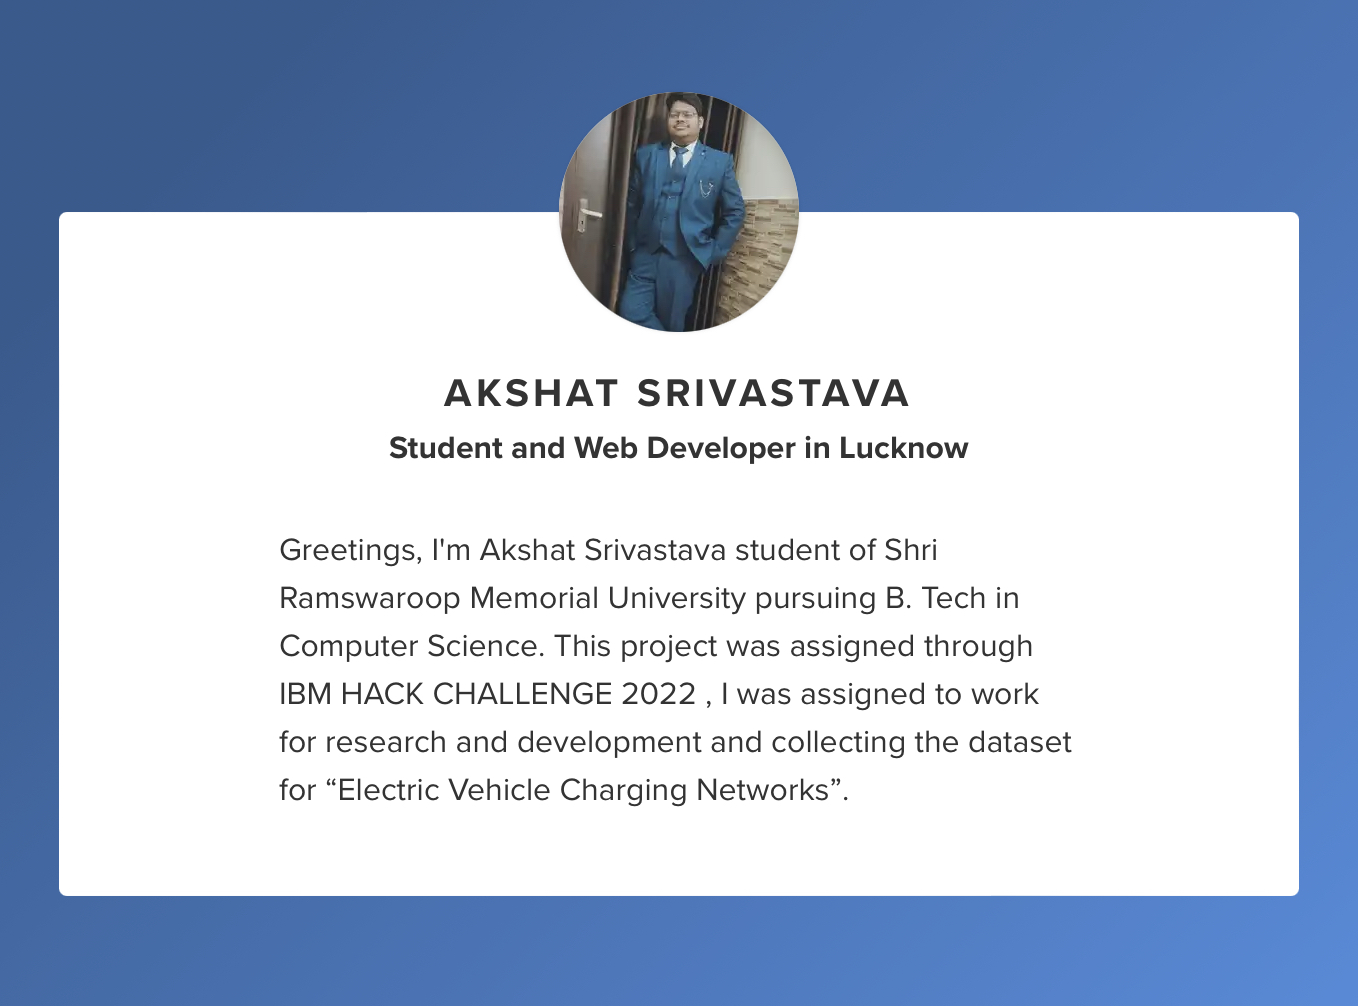 AKSHAT SRIVASTAVA
Student and Web Developer in Lucknow
Greetings, I'm Akshat Srivastava student of Shri
Ramswaroop Memorial University pursuing B. Tech in
Computer Science. This project was assigned through
IBM HACK CHALLENGE 2022 , I was assigned to work
for research and development and collecting the dataset
for “Electric Vehicle Charging Networks”.